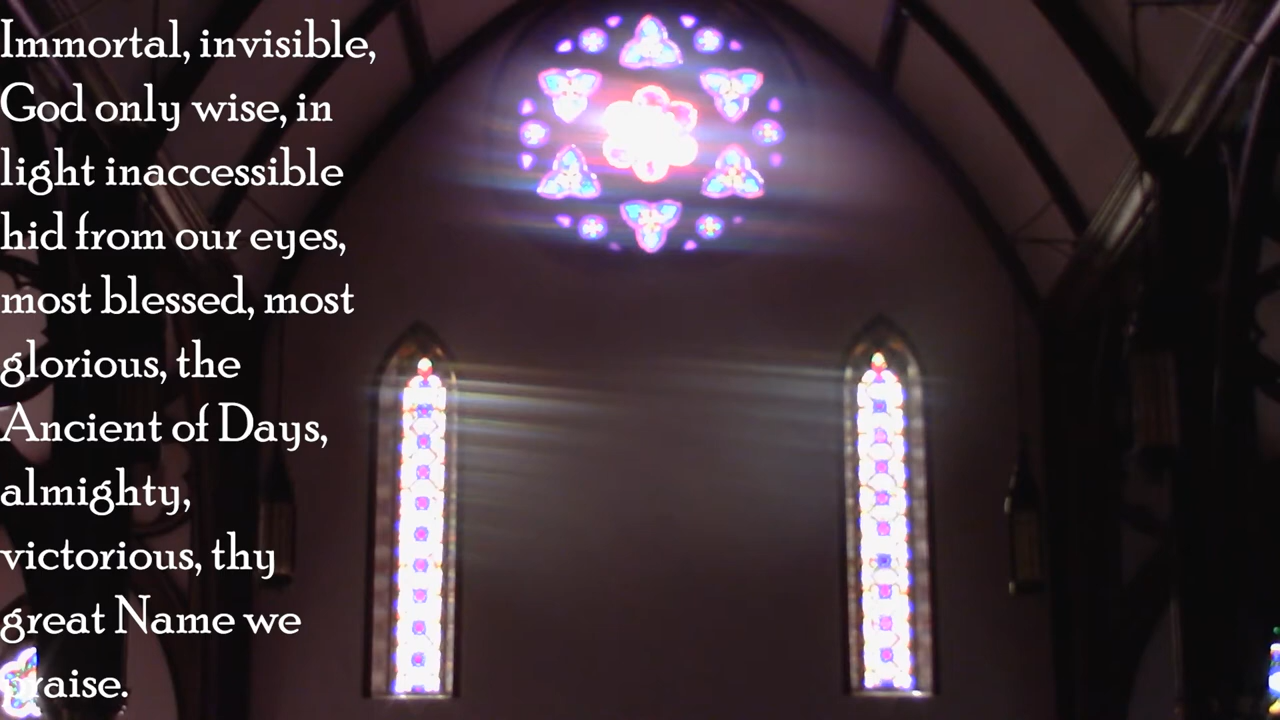 Immortal, invisible,
God only wise, in
light inaccessible
hid from our eyes,
most blessed, most
glorious, the
Ancient of Days,
almighty,
victorious, thy
great Name we
praise.